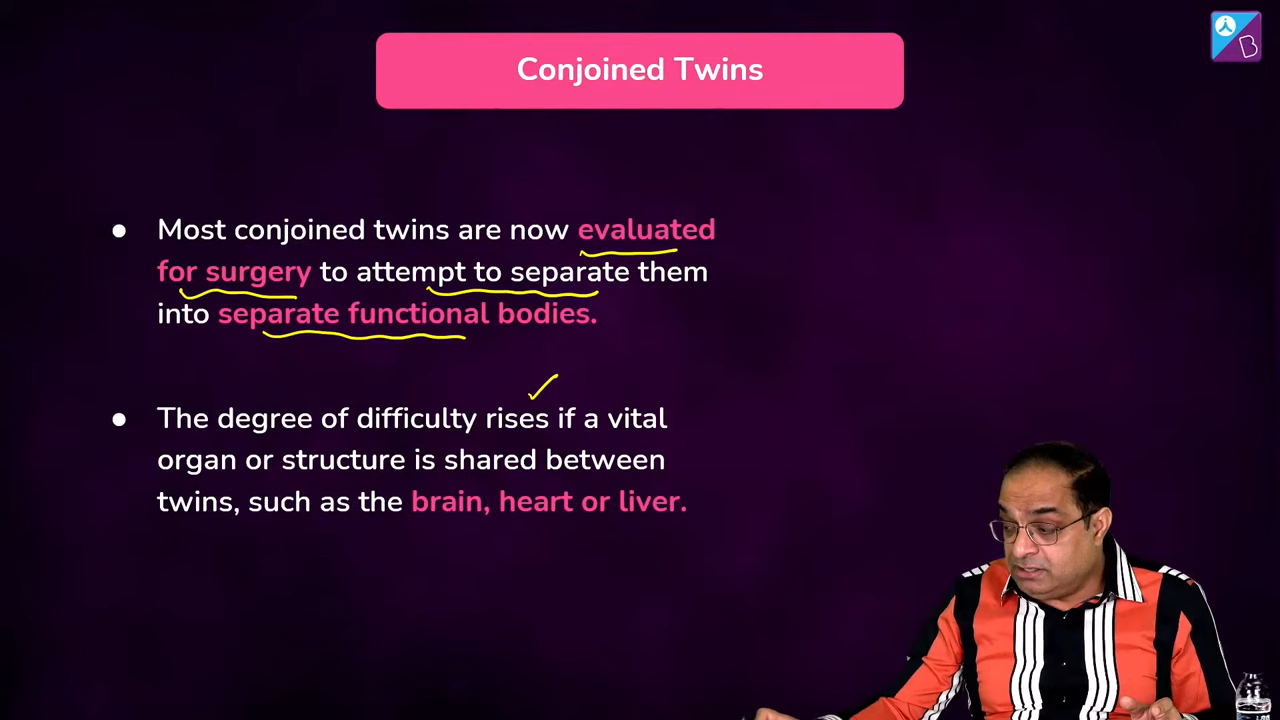 Conjoined Twins
● Most conjoined twins are now evaluated
for surgery to attempt to separate them
into separate functional bodies.
● The degree of difficulty rises if a vital
organ or structure is shared between
twins, such as the brain, heart or liver.
B